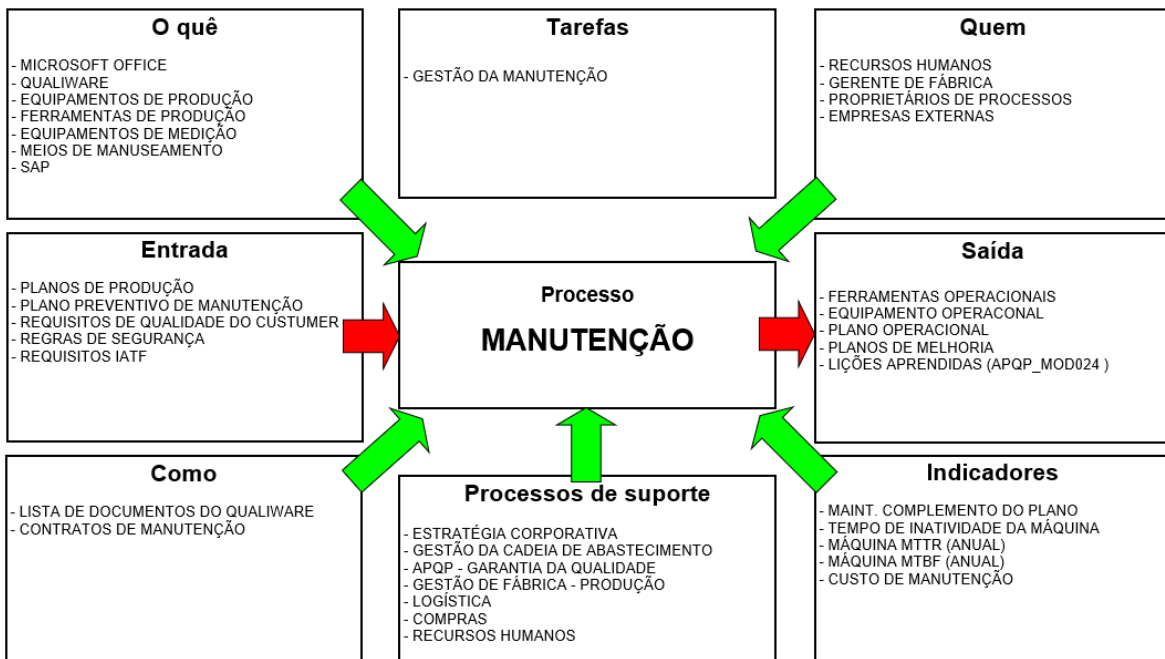 O quê
- MICROSOFT OFFICE
- QUALIWARE
- EQUIPAMENTOS DE PRODUÇÃO
- FERRAMENTAS DE PRODUÇÃO
- EQUIPAMENTOS DE MEDIÇÃO
- MEIOS DE MANUSEAMENTO
- SAP
Tarefas
- GESTÃO DA MANUTENÇÃO
Quem
- RECURSOS HUMANOS
- GERENTE DE FÁBRICA
- PROPRIETÁRIOS DE PROCESSOS
- EMPRESAS EXTERNAS
Entrada
- PLANOS DE PRODUÇÃO
- PLANO PREVENTIVO DE MANUTENÇÃO
- REQUISITOS DE QUALIDADE DO CUSTUMER
- REGRAS DE SEGURANÇA
- REQUISITOS IATF
Processo
MANUTENÇÃO
Saída
- FERRAMENTAS OPERACIONAIS
- EQUIPAMENTO OPERACONAL
- PLANO OPERACIONAL
- PLANOS DE MELHORIA
- LIÇÕES APRENDIDAS (APQP_MOD024 )
Como
- LISTA DE DOCUMENTOS DO QUALIWARE
- CONTRATOS DE MANUTENÇÃO
Processos de suporte
- ESTRATÉGIA CORPORATIVA
- GESTÃO DA CADEIA DE ABASTECIMENTO
- APQP - GARANTIA DA QUALIDADE
- GESTÃO DE FÁBRICA - PRODUÇÃO
- LOGÍSTICA
- COMPRAS
- RECURSOS HUMANOS
Indicadores
- MAINT. COMPLEMENTO DO PLANO
- TEMPO DE INATIVIDADE DA MÁQUINA
- MÁQUINA MTTR (ANUAL)
- MÁQUINA MTBF (ANUAL)
- CUSTO DE MANUTENÇÃO